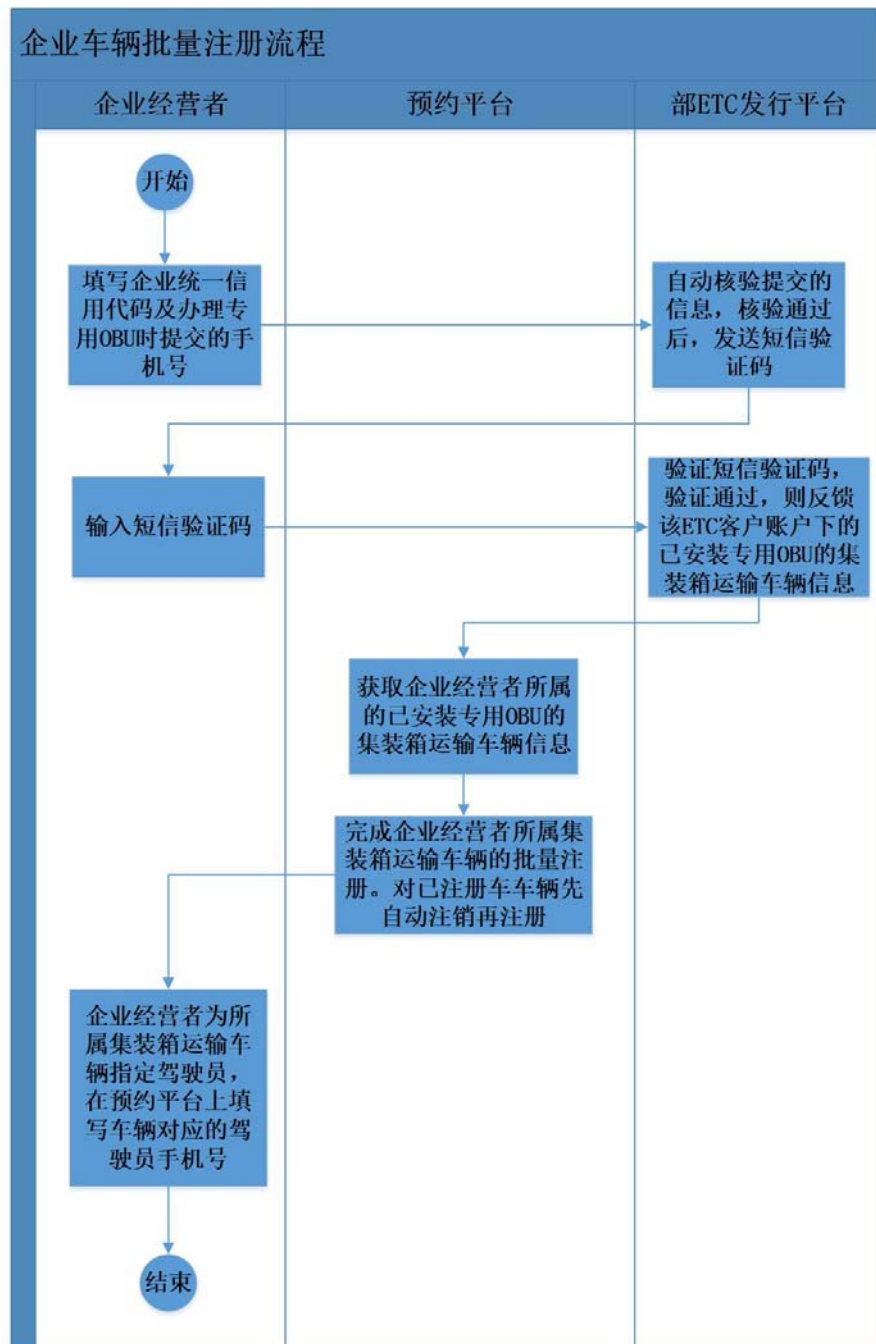 企业车辆批量注册流程
企业经营者
预约平台
部ETC发行平台
开始
填写企业统一信
用代码及办理专
用OBU时提交的手
机号
自动核验提交的
信息，核验通过
后，发送短信验
证码
输入短信验证码
验证短信验证码，
验证通过，则反馈
该ETC客户账户下的
已安装专用OBU的集
装箱运输车辆信息
获取企业经营者所属
的已安装专用OBU的
集装箱运输车辆信息
完成企业经营者所属集
装箱运输车辆的批量注
册。对已注册车车辆先
自动注销再注册
企业经营者为所
属集装箱运输车
辆指定驾驶员，
在预约平台上填
写车辆对应的驾
驶员手机号
结束